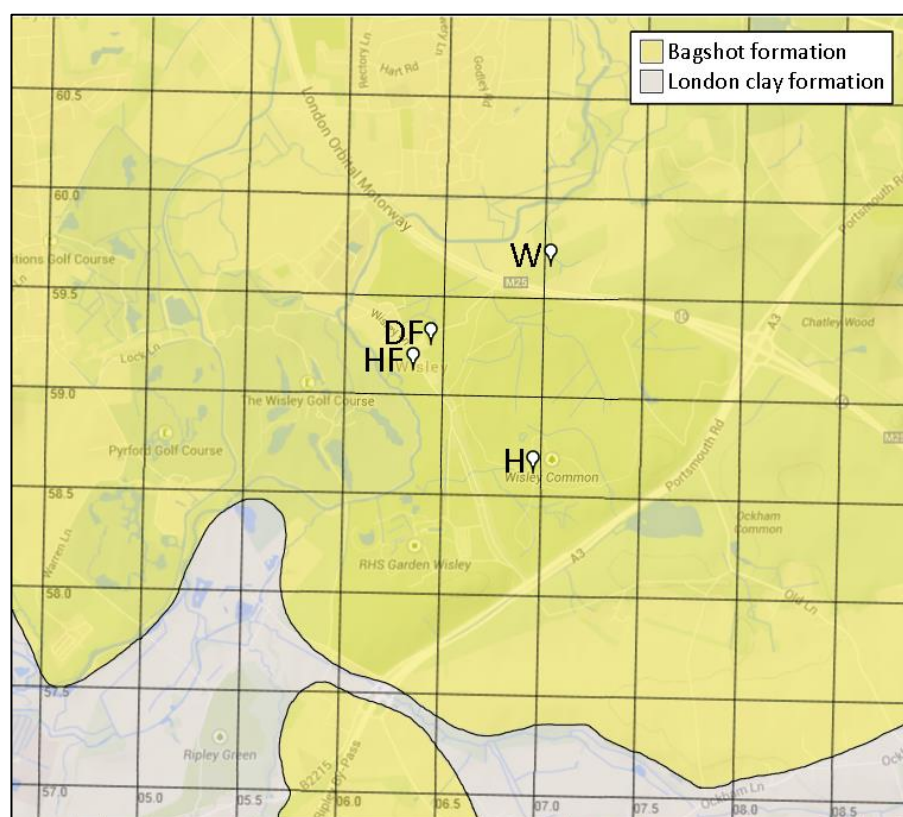 Rectory Ln
Hart Rd
Godley Rd
Bagshot formation
London clay formation
60.5
London Orbital Motorway
60.0
Portsmouth Rd
W
M25
59.5
10
A3
Chatley Wood
DF
HF
Wisley
Lock Ln
The Wisley Golf Course
59.0
Pyrford Golf Course
H
Wisley Common
Portsmouth Rd
58.5
Warren Ln
RHS Garden Wisley
A3
Ockham
Common
58.0
Old Ln
57.5
Ripley Green
B2215
Ripley By-Pass
Ockham Ln
57.0
05.0
05.5
06.0
06.5
07.0
07.5
08.0
08.5